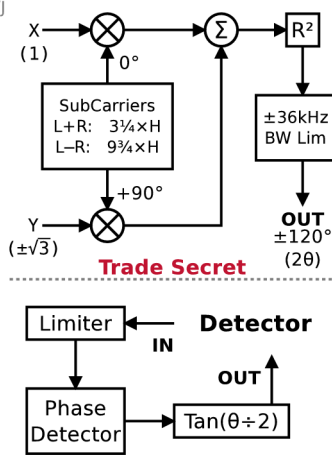 X
(1)
0°
Σ
R²
SubCarriers
L+R: 3¼×H
L−R: 9¾×H
±36kHz
BW Lim
+90°
Y
(±√3)
OUT
±120°
(2θ)
Trade Secret
Limiter
IN
Detector
OUT
Phase
Detector
Tan(θ÷2)